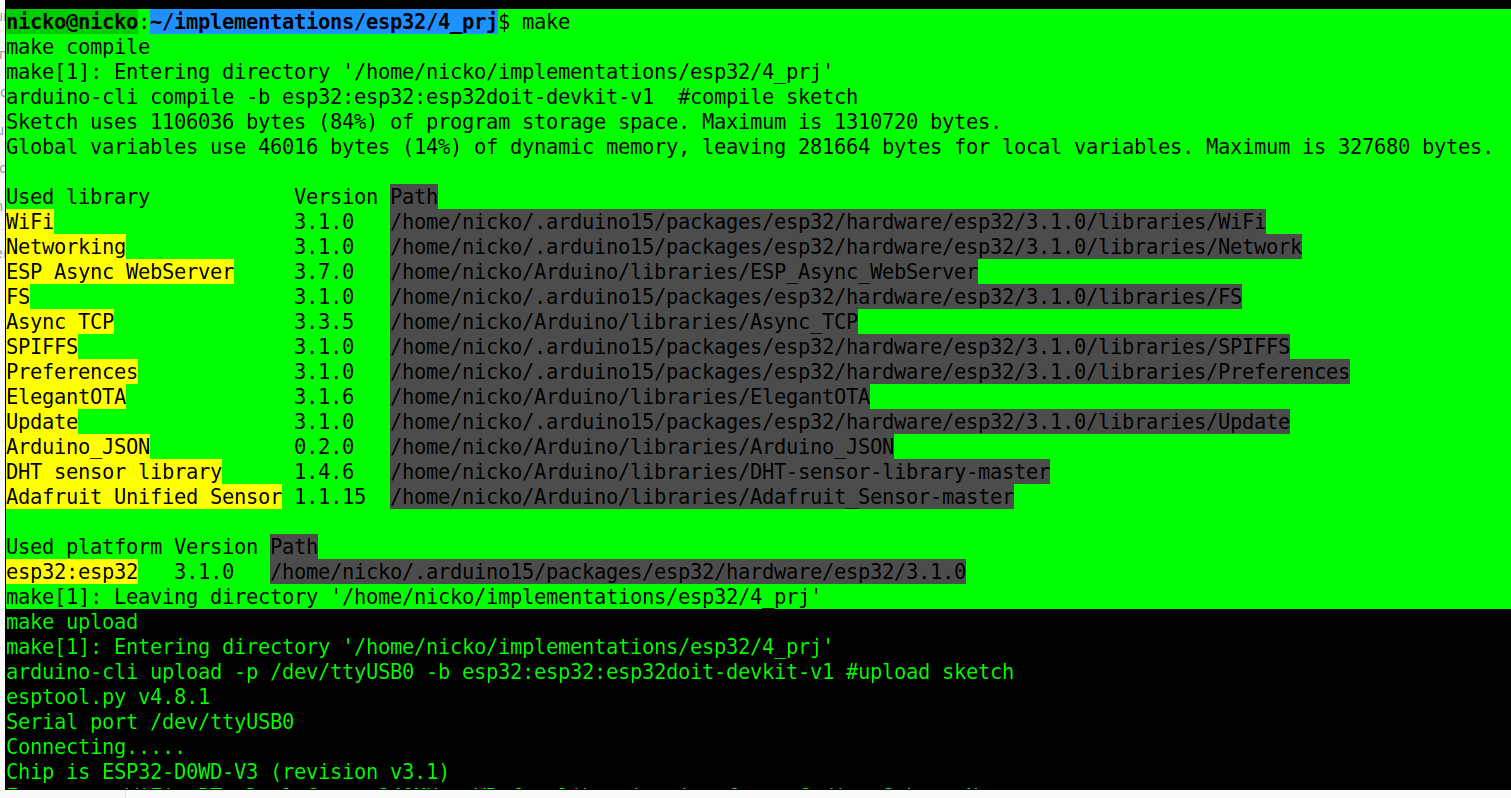 nicko@nicko:~/implementations/esp32/4_prj$ make
make compile
make[1]: Entering directory '/home/nicko/implementations/esp32/4_prj'
arduino-cli compile -b esp32:esp32:esp32doit-devkit-v1  #compile sketch
Sketch uses 1106036 bytes (84%) of program storage space. Maximum is 1310720 bytes.
Global variables use 46016 bytes (14%) of dynamic memory, leaving 281664 bytes for local variables. Maximum is 327680 bytes.
Used library            Version Path
WiFi                    3.1.0   /home/nicko/.arduino15/packages/esp32/hardware/esp32/3.1.0/libraries/WiFi
Networking              3.1.0   /home/nicko/.arduino15/packages/esp32/hardware/esp32/3.1.0/libraries/Network
ESP Async WebServer     3.7.0   /home/nicko/Arduino/libraries/ESP_Async_WebServer
FS                      3.1.0   /home/nicko/.arduino15/packages/esp32/hardware/esp32/3.1.0/libraries/FS
Async TCP               3.3.5   /home/nicko/Arduino/libraries/Async_TCP
SPIFFS                  3.1.0   /home/nicko/.arduino15/packages/esp32/hardware/esp32/3.1.0/libraries/SPIFFS
Preferences             3.1.0   /home/nicko/.arduino15/packages/esp32/hardware/esp32/3.1.0/libraries/Preferences
ElegantOTA              3.1.6   /home/nicko/Arduino/libraries/ElegantOTA
Update                  3.1.0   /home/nicko/.arduino15/packages/esp32/hardware/esp32/3.1.0/libraries/Update
Arduino_JSON            0.2.0   /home/nicko/Arduino/libraries/Arduino_JSON
DHT sensor library      1.4.6   /home/nicko/Arduino/libraries/DHT-sensor-library-master
Adafruit Unified Sensor 1.1.15  /home/nicko/Arduino/libraries/Adafruit_Sensor-master
Used platform Version Path
esp32:esp32   3.1.0   /home/nicko/.arduino15/packages/esp32/hardware/esp32/3.1.0
make[1]: Leaving directory '/home/nicko/implementations/esp32/4_prj'
make upload
make[1]: Entering directory '/home/nicko/implementations/esp32/4_prj'
arduino-cli upload -p /dev/ttyUSB0 -b esp32:esp32:esp32doit-devkit-v1 #upload sketch
esptool.py v4.8.1
Serial port /dev/ttyUSB0
Connecting.....
Chip is ESP32-D0WD-V3 (revision v3.1)